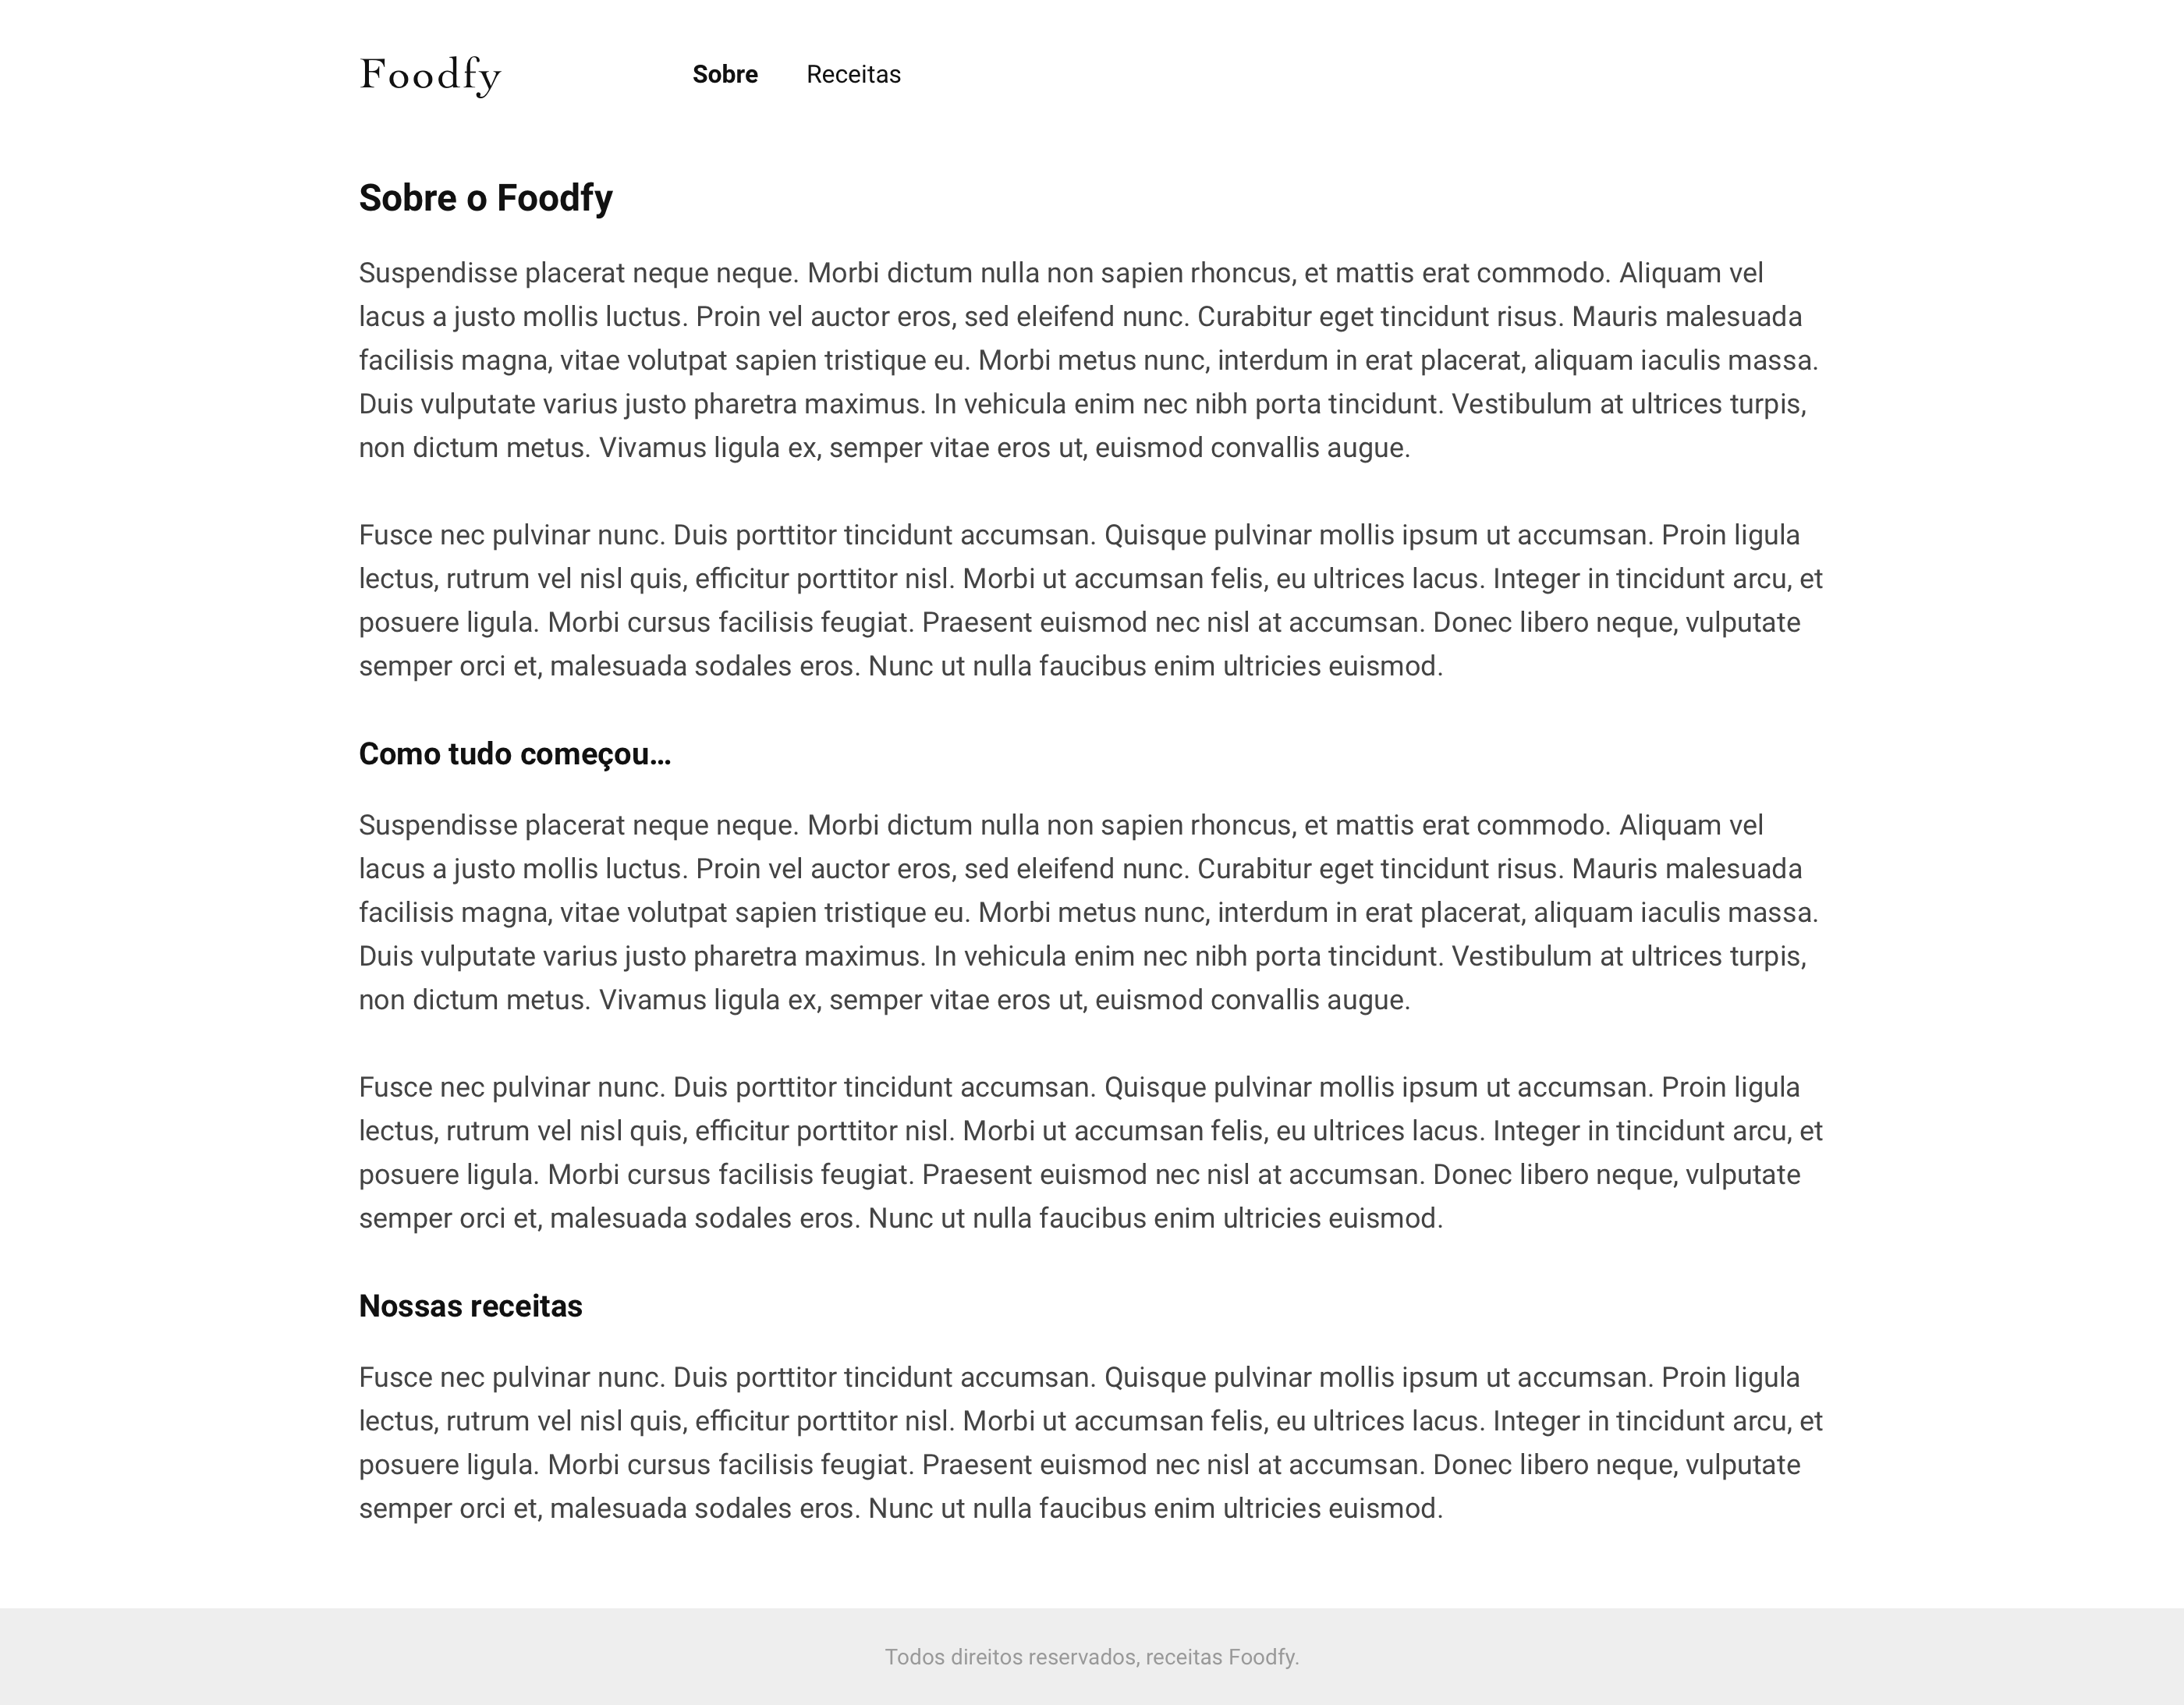 Foodfy
Sobre
Receitas
Sobre o Foodfy
Suspendisse placerat neque neque. Morbi dictum nulla non sapien rhoncus, et mattis erat commodo. Aliquam vel
lacus a justo mollis luctus. Proin vel auctor eros, sed eleifend nunc. Curabitur eget tincidunt risus. Mauris malesuada
facilisis magna, vitae volutpat sapien tristique eu. Morbi metus nunc, interdum in erat placerat, aliquam iaculis massa.
Duis vulputate varius justo pharetra maximus. In vehicula enim nec nibh porta tincidunt. Vestibulum at ultrices turpis,
non dictum metus. Vivamus ligula ex, semper vitae eros ut, euismod convallis augue.
Fusce nec pulvinar nunc. Duis porttitor tincidunt accumsan. Quisque pulvinar mollis ipsum ut accumsan. Proin ligula
lectus, rutrum vel nisl quis, efficitur porttitor nisl. Morbi ut accumsan felis, eu ultrices lacus. Integer in tincidunt arcu, et
posuere ligula. Morbi cursus facilisis feugiat. Praesent euismod nec nisl at accumsan. Donec libero neque, vulputate
semper orci et, malesuada sodales eros. Nunc ut nulla faucibus enim ultricies euismod.
Como tudo começou...
Suspendisse placerat neque neque. Morbi dictum nulla non sapien rhoncus, et mattis erat commodo. Aliquam vel
lacus a justo mollis luctus. Proin vel auctor eros, sed eleifend nunc. Curabitur eget tincidunt risus. Mauris malesuada
facilisis magna, vitae volutpat sapien tristique eu. Morbi metus nunc, interdum in erat placerat, aliquam iaculis massa.
Duis vulputate varius justo pharetra maximus. In vehicula enim nec nibh porta tincidunt. Vestibulum at ultrices turpis,
non dictum metus. Vivamus ligula ex, semper vitae eros ut, euismod convallis augue.
Fusce nec pulvinar nunc. Duis porttitor tincidunt accumsan. Quisque pulvinar mollis ipsum ut accumsan. Proin ligula
lectus, rutrum vel nisl quis, efficitur porttitor nisl. Morbi ut accumsan felis, eu ultrices lacus. Integer in tincidunt arcu, et
posuere ligula. Morbi cursus facilisis feugiat. Praesent euismod nec nisl at accumsan. Donec libero neque, vulputate
semper orci et, malesuada sodales eros. Nunc ut nulla faucibus enim ultricies euismod.
Nossas receitas
Fusce nec pulvinar nunc. Duis porttitor tincidunt accumsan. Quisque pulvinar mollis ipsum ut accumsan. Proin ligula
lectus, rutrum vel nisl quis, efficitur porttitor nisl. Morbi ut accumsan felis, eu ultrices lacus. Integer in tincidunt arcu, et
posuere ligula. Morbi cursus facilisis feugiat. Praesent euismod nec nisl at accumsan. Donec libero neque, vulputate
semper orci et, malesuada sodales eros. Nunc ut nulla faucibus enim ultricies euismod.
Todos direitos reservados, receitas Foodfy.